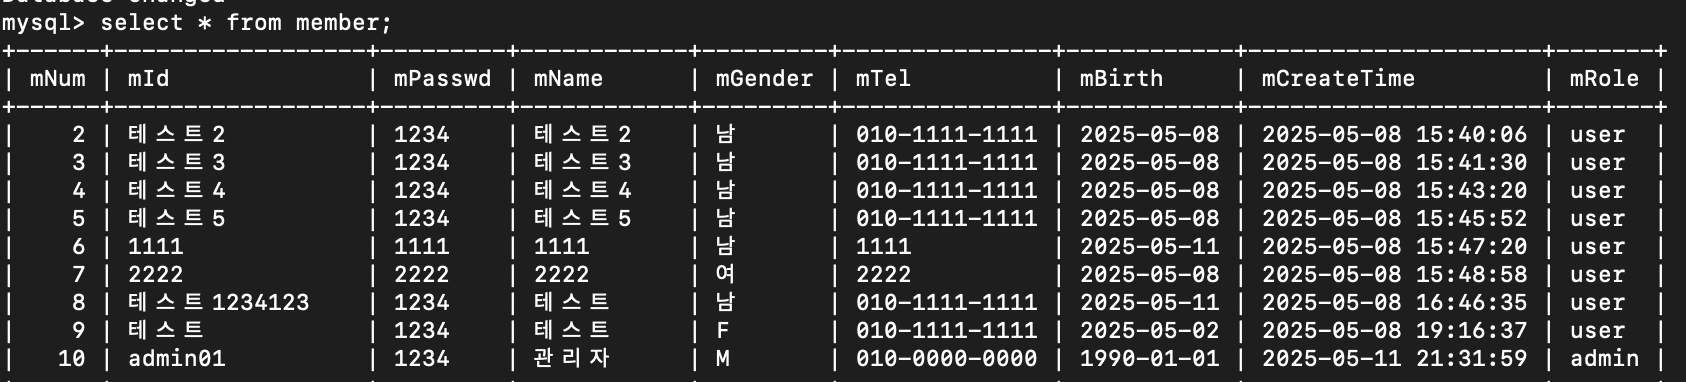 Database changed
mysql> select * from member;
+------+------------------+---------+------------+---------+---------------+------------+---------------------+-------+
| mNum | mId              | mPasswd | mName      | mGender | mTel          | mBirth     | mCreateTime         | mRole |
+------+------------------+---------+------------+---------+---------------+------------+---------------------+-------+
|    2 | 테스트2 | 1234 | 테스트2 | 남 | 010-1111-1111 | 2025-05-08 | 2025-05-08 15:40:06 | user |
|    3 | 테스트3 | 1234 | 테스트3 | 남 | 010-1111-1111 | 2025-05-08 | 2025-05-08 15:41:30 | user |
|    4 | 테스트4 | 1234 | 테스트4 | 남 | 010-1111-1111 | 2025-05-08 | 2025-05-08 15:43:20 | user |
|    5 | 테스트5 | 1234 | 테스트5 | 남 | 010-1111-1111 | 2025-05-08 | 2025-05-08 15:45:52 | user |
|    6 | 1111 | 1111 | 1111 | 남 | 1111 | 2025-05-11 | 2025-05-08 15:47:20 | user |
|    7 | 2222 | 2222 | 2222 | 여 | 2222 | 2025-05-08 | 2025-05-08 15:48:58 | user |
|    8 | 테스트1234123 | 1234 | 테스트 | 남 | 010-1111-1111 | 2025-05-11 | 2025-05-08 16:46:35 | user |
|    9 | 테스트 | 1234 | 테스트 | F | 010-1111-1111 | 2025-05-02 | 2025-05-08 19:16:37 | user |
|   10 | admin01 | 1234 | 관리자 | M | 010-0000-0000 | 1990-01-01 | 2025-05-11 21:31:59 | admin |